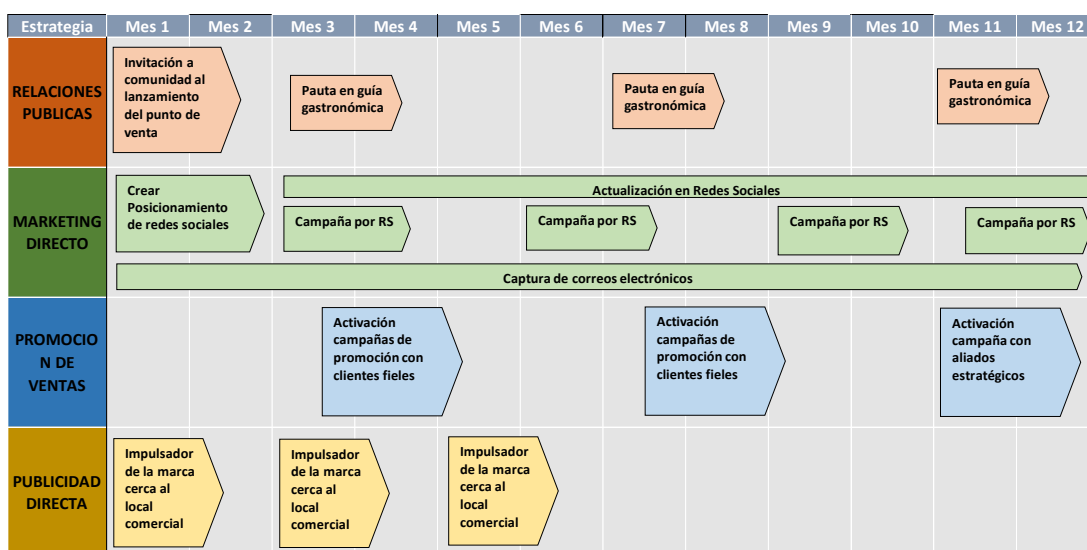 Estrategia Mes 1 Mes 2 Mes 3 Mes 4 Mes 5 Mes 6 Mes 7 Mes 8 Mes 9 Mes 10 Mes 11 Mes 12
RELACIONES
PUBLICAS
Invitación a
comunidad al
lanzamiento
del punto de
venta
Pauta en guía
gastronómica
Pauta en guía
gastronómica
Pauta en guía
gastronómica
MARKETING
DIRECTO
Crear
Posicionamiento
de redes sociales
Actualización en Redes Sociales
Campaña por RS
Campaña por RS
Campaña por RS
Campaña por RS
Captura de correos electrónicos
PROMOCIO
N DE
VENTAS
Activación
campañas de
promoción con
clientes fieles
Activación
campañas de
promoción con
clientes fieles
Activación
campaña con
aliados
estratégicos
PUBLICIDAD
DIRECTA
Impulsador
de la marca
cerca al
local
comercial
Impulsador
de la marca
cerca al
local
comercial
Impulsador
de la marca
cerca al
local
comercial